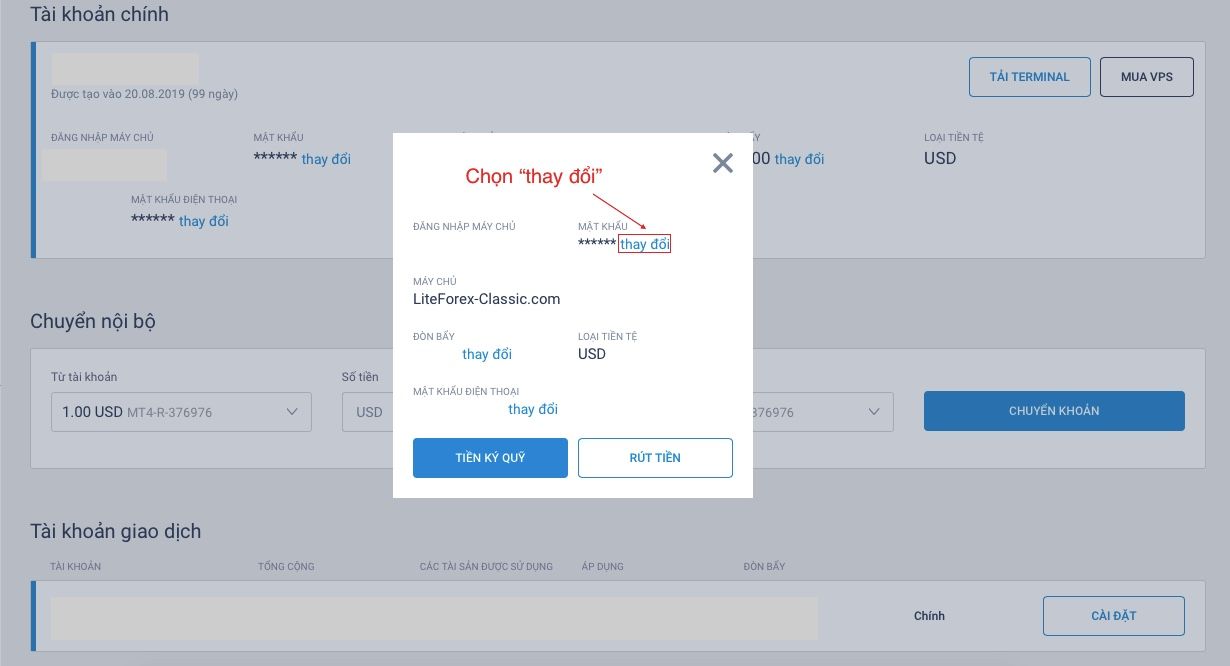 Tài khoản chính
Được tạo vào 20.08.2019 (99 ngày)
TẢI TERMINAL
MUA VPS
ĐĂNG NHẬP MÁY CHỦ
MẬT KHẨU
LOẠI TIỀN TỆ
****** thay đổi
00 thay đổi
USD
MẬT KHẨU ĐIỆN THOẠI
****** thay đổi
Chọn “thay đổi”
ĐĂNG NHẬP MÁY CHỦ
MẬT KHẨU
****** thay đổi
MÁY CHỦ
LiteForex-Classic.com
ĐÒN BẨY
LOẠI TIỀN TỆ
thay đổi
USD
MẬT KHẨU ĐIỆN THOẠI
thay đổi
TIỀN KÝ QUỸ
RÚT TIỀN
Chuyển nội bộ
Từ tài khoản
Số tiền
1.00 USD MT4-R-376976
USD
376976
CHUYỂN KHOẢN
Tài khoản giao dịch
TÀI KHOẢN
TỔNG CỘNG
CÁC TÀI SẢN ĐƯỢC SỬ DỤNG
ÁP DỤNG
ĐÒN BẨY
Chính
CÀI ĐẶT